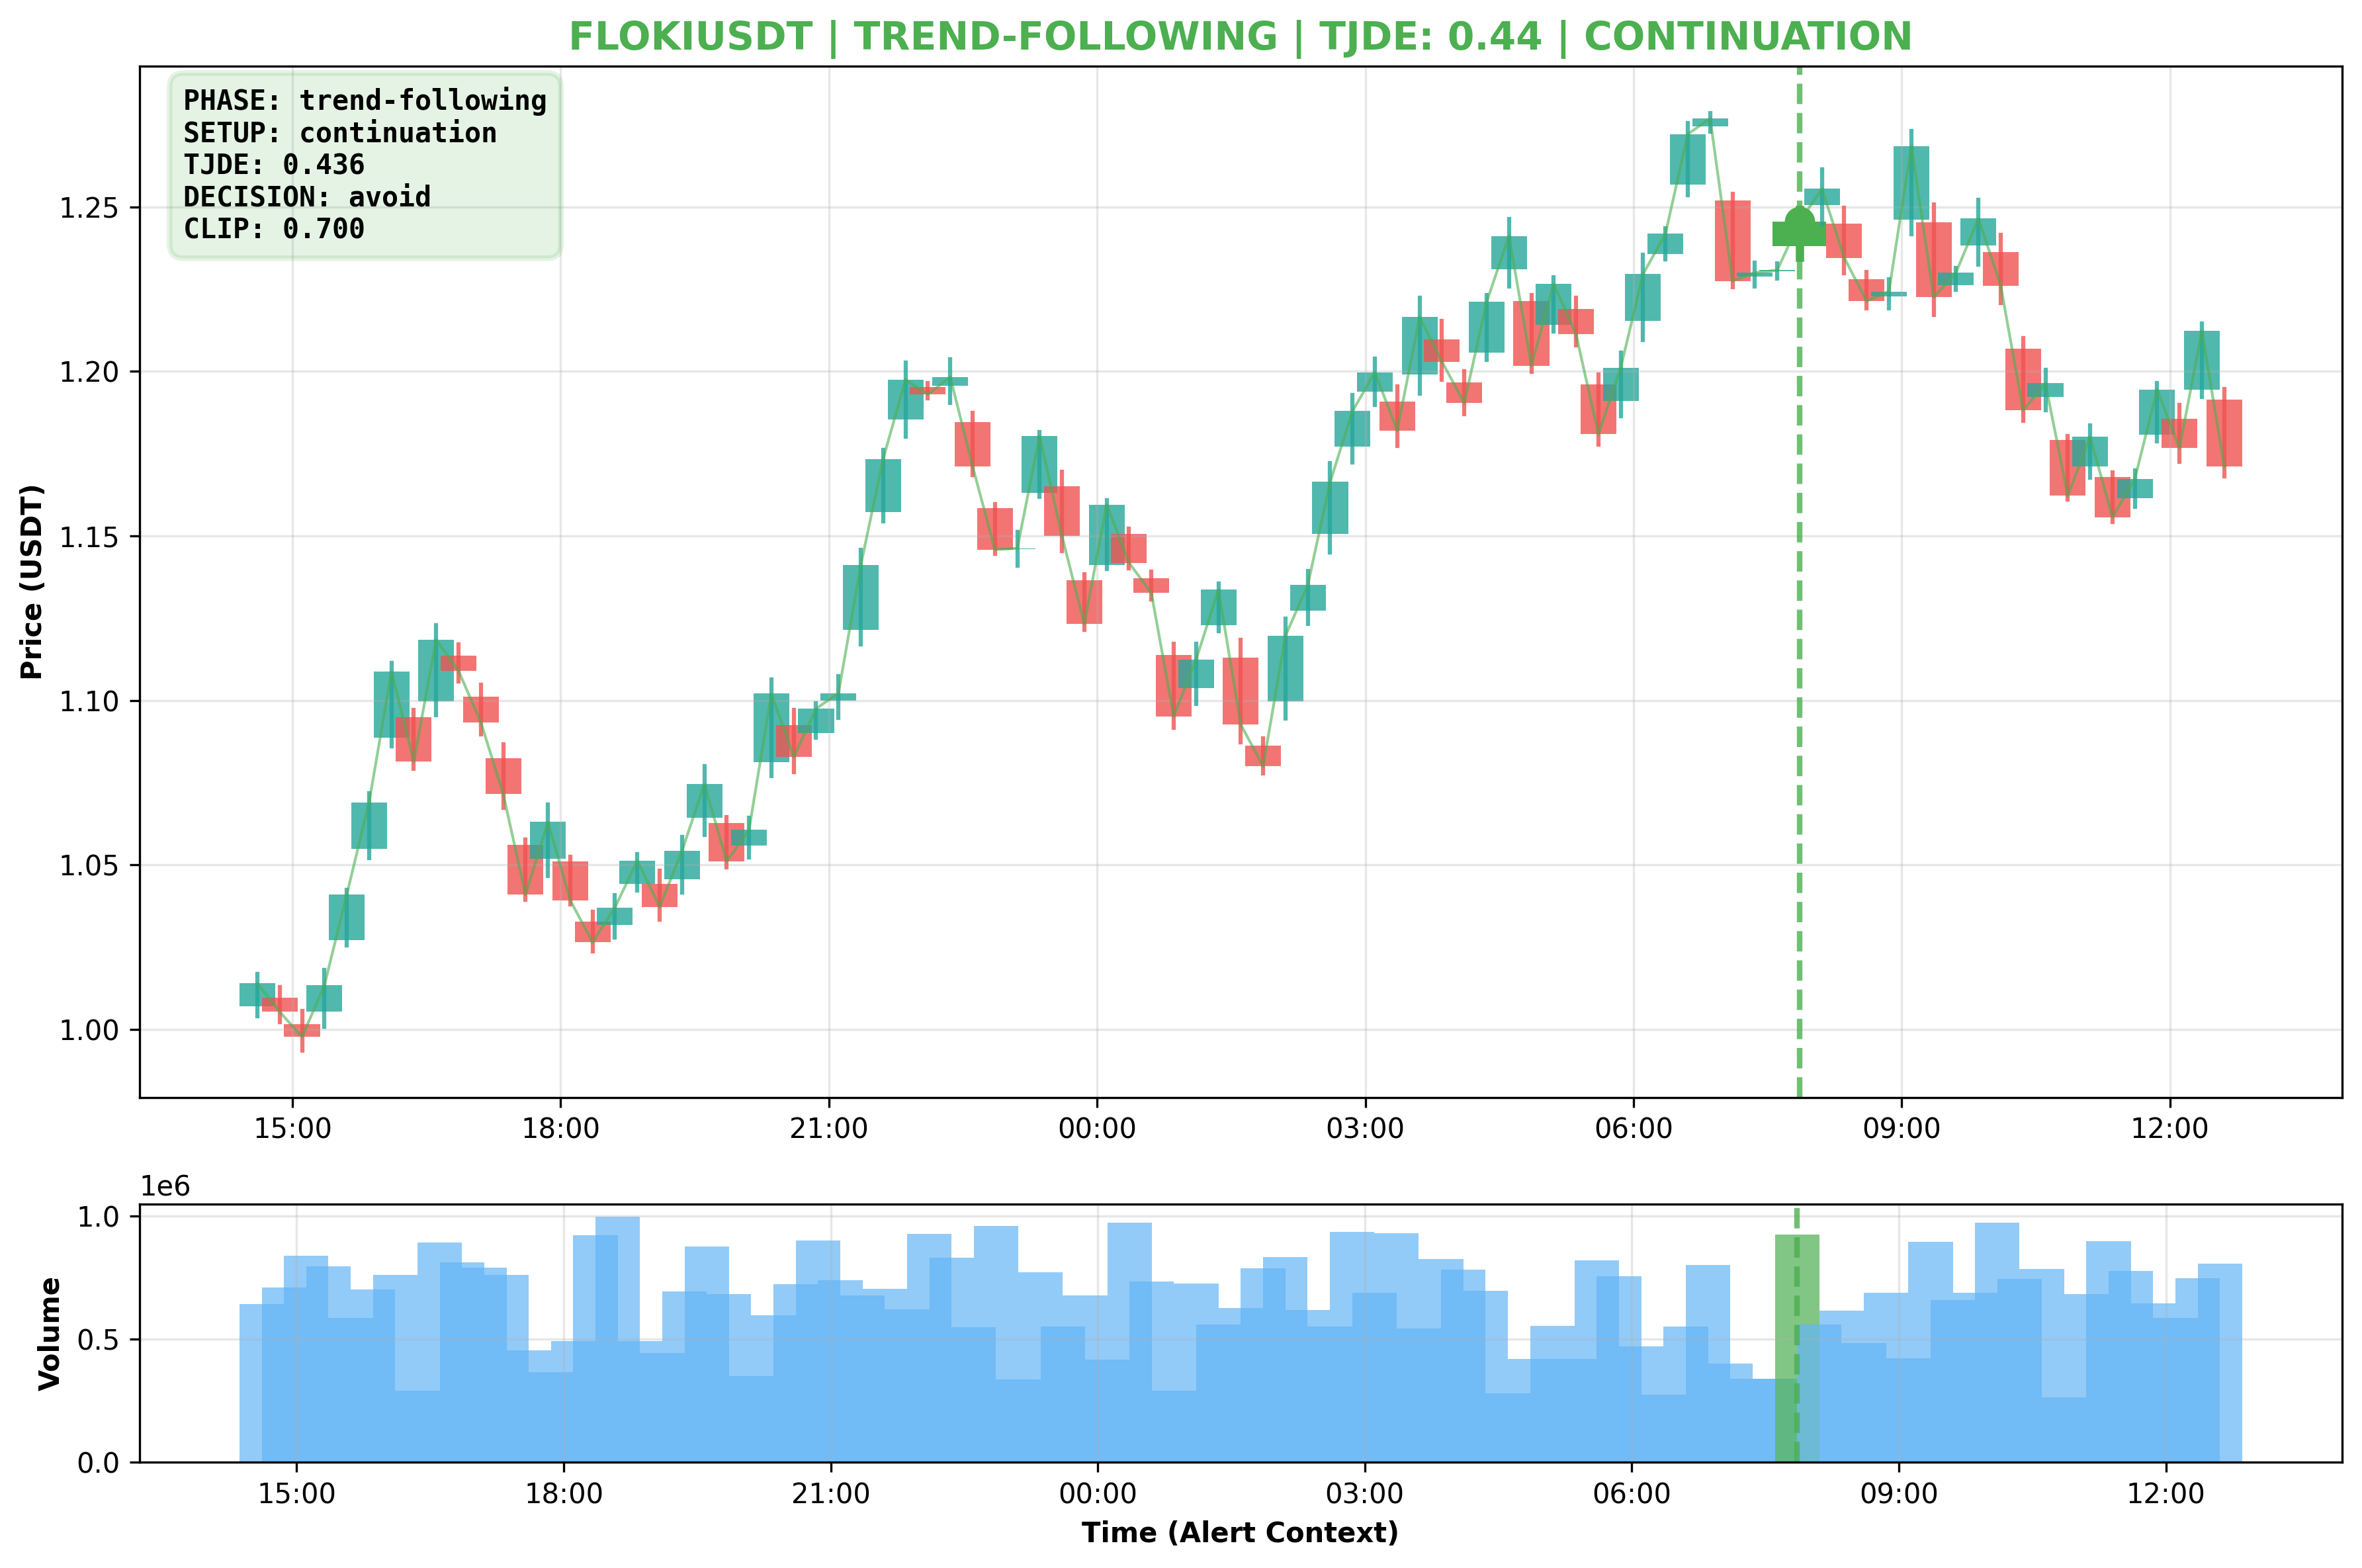 FLOKIUSDT | TREND-FOLLOWING | TJDE: 0.44 | CONTINUATION
PHASE: trend-following
SETUP: continuation
TJDE: 0.436
DECISION: avoid
CLIP: 0.700
Price (USDT)
1.25
1.20
1.15
1.10
1.05
1.00
15:00 18:00 21:00 00:00 03:00 06:00 09:00 12:00
1e6
Volume
1.0
0.5
0.0
15:00 18:00 21:00 00:00 03:00 06:00 09:00 12:00
Time (Alert Context)